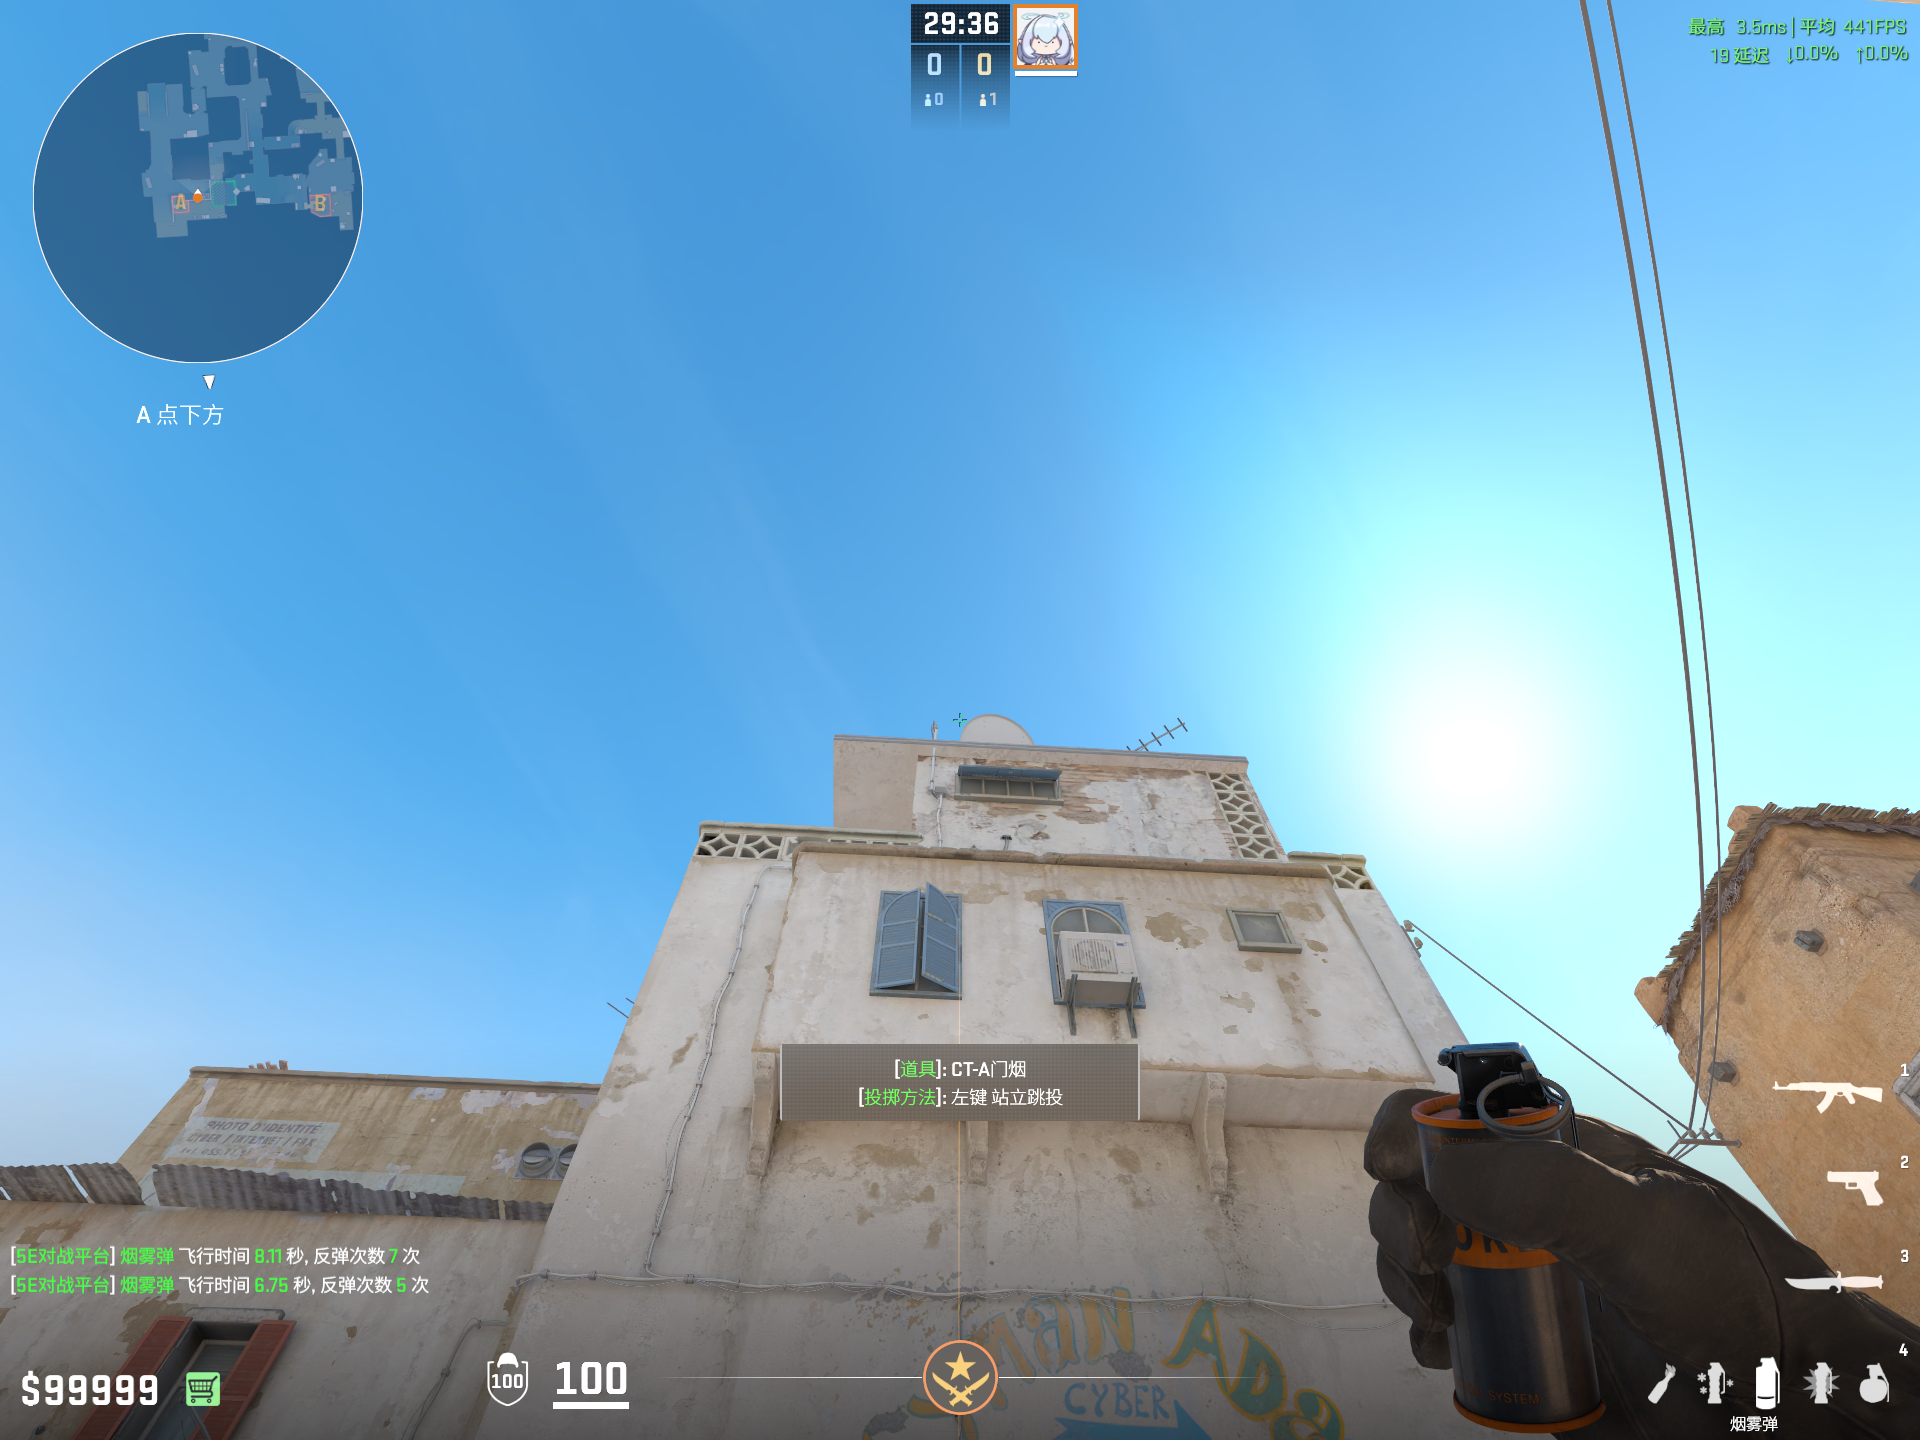 29:36
0 0
0 1
最高 3.5ms | 平均 441FPS
19 延迟 ↓0.0% ↑0.0%
A B
A 点下方
[道具]: CT-A门烟
[投掷方法]: 左键 站立跳投
PHOTO D'IDENTITÉ
CYBER / INTERNET / FAX
[5E对战平台] 烟雾弹 飞行时间 8.11 秒, 反弹次数 7 次
[5E对战平台] 烟雾弹 飞行时间 6.75 秒, 反弹次数 5 次
CYBER
SYSTEM
$99999
100
100
1
2
3
4
烟雾弹